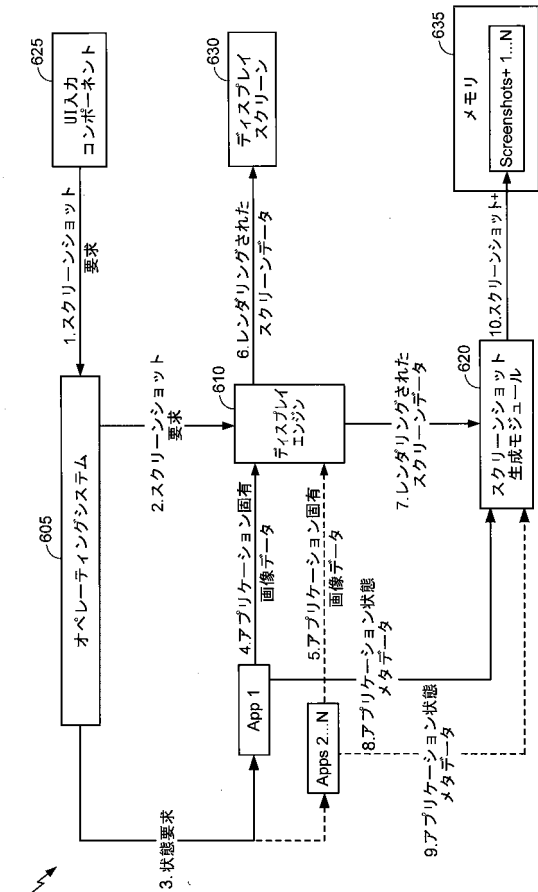 625
UI入力
コンポーネント
1.スクリーンショット
要求
605
オペレーティングシステム
2.スクリーンショット
要求
3.状態要求
630
ディスプレイ
スクリーン
6.レンダリングされた
スクリーンデータ
610
ディスプレイ
エンジン
4.アプリケーション固有
画像データ
App 1
5.アプリケーション固有
画像データ
Apps 2...N
635
メモリ
Screenshots+ 1...N
10.スクリーンショット+
620
スクリーンショット
生成モジュール
7.レンダリングされた
スクリーンデータ
8.アプリケーション状態
メタデータ
9.アプリケーション状態
メタデータ